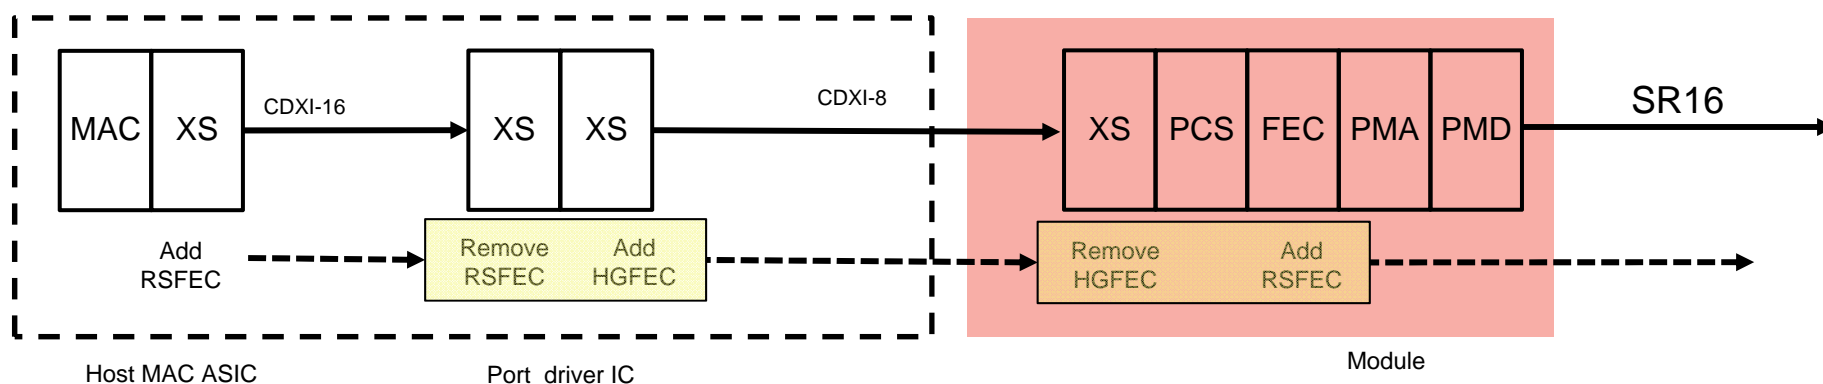 MAC XS
CDXI-16
XS XS
CDXI-8
XS PCS FEC PMA PMD
SR16
Add
RSFEC
Remove
RSFEC
Add
HGFEC
Remove
HGFEC
Add
RSFEC
Host MAC ASIC
Port driver IC
Module